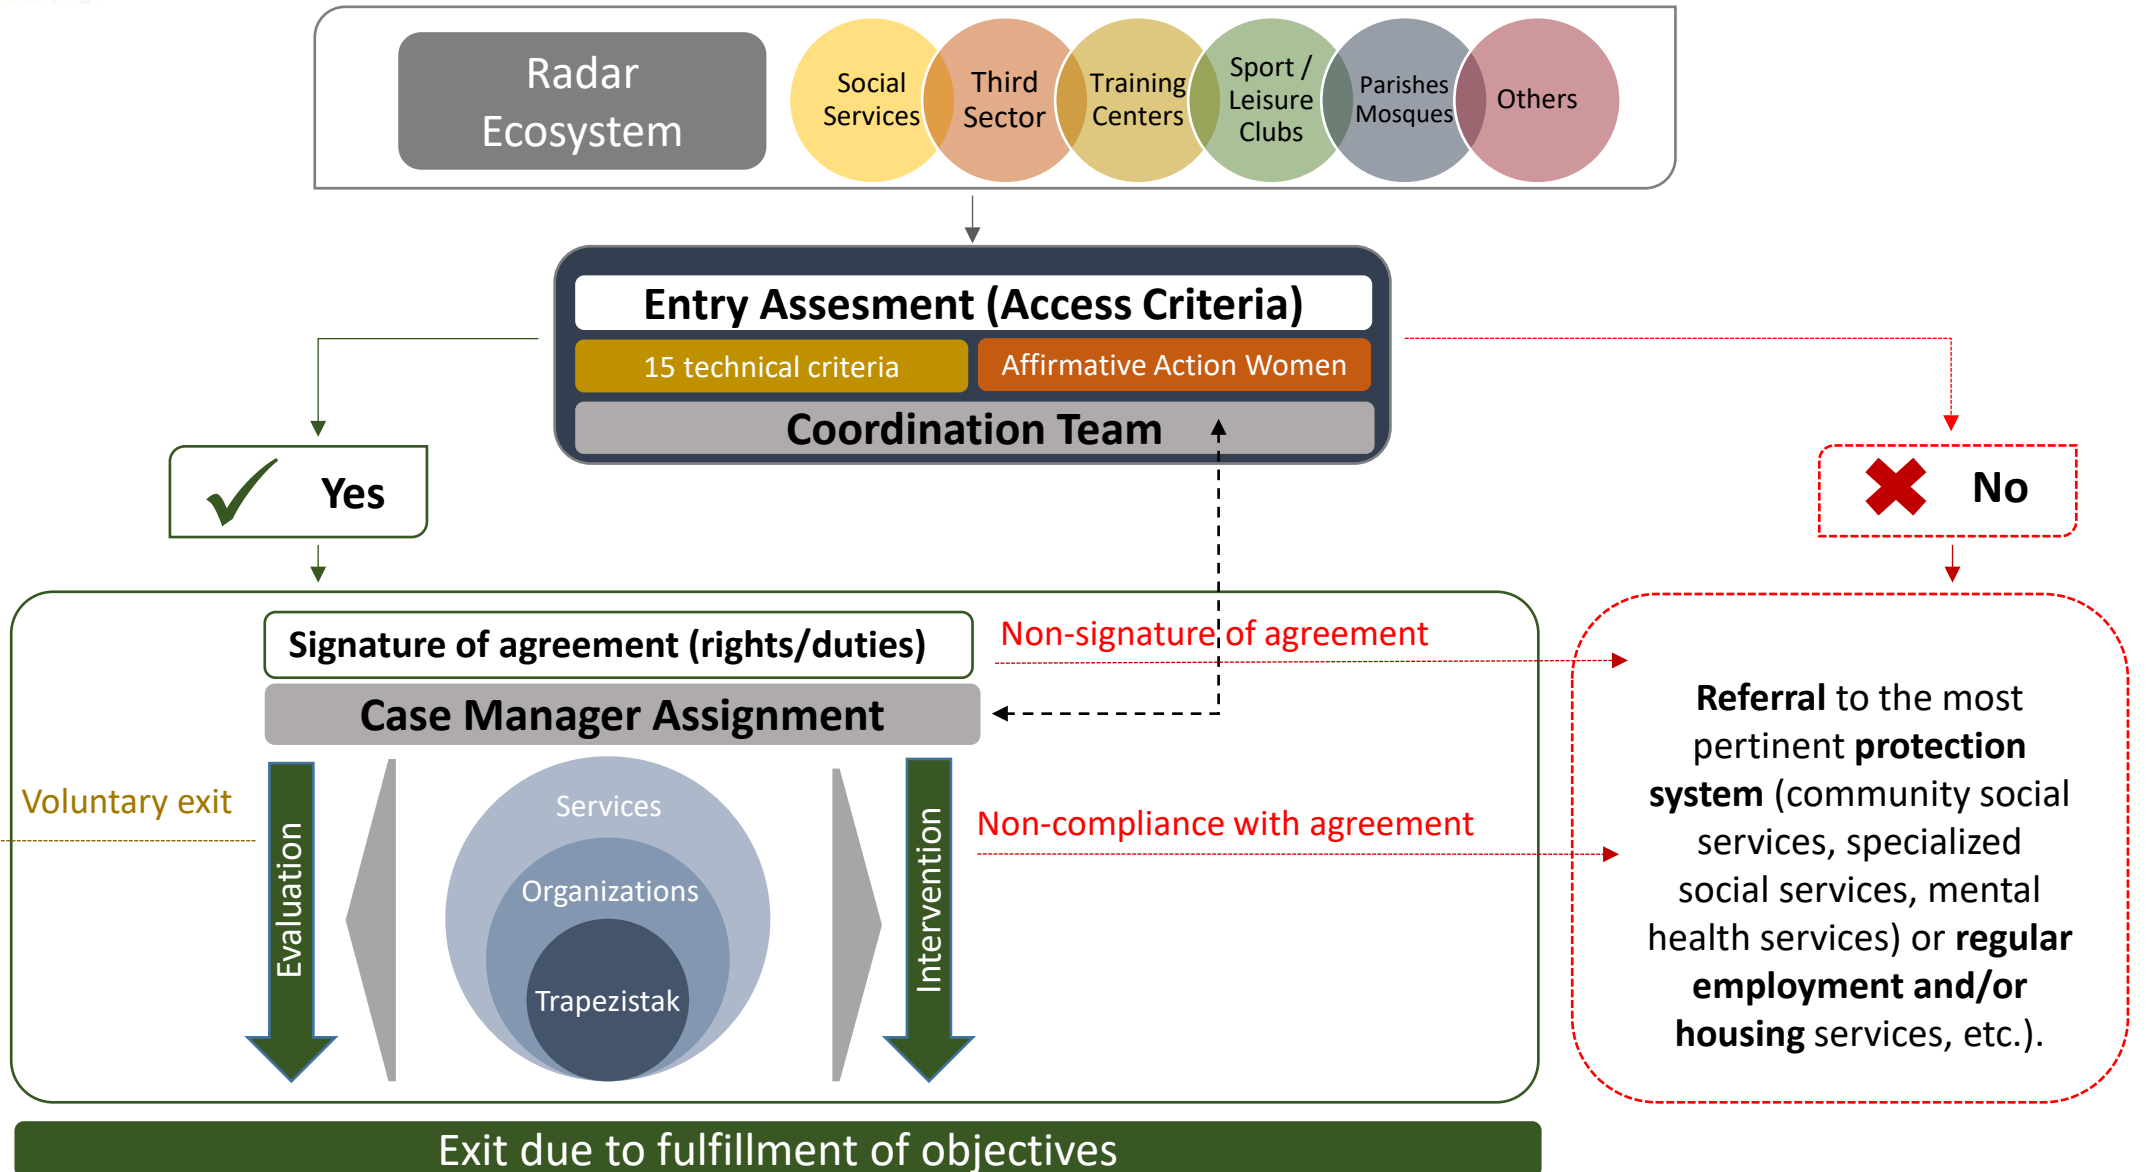 Radar
Ecosystem
Social
Services
Third
Sector
Training
Centers
Sport /
Leisure
Clubs
Parishes
Mosques
Others
Entry Assesment (Access Criteria)
15 technical criteria
Affirmative Action Women
Coordination Team
Yes
No
Signature of agreement (rights/duties)
Non-signature of agreement
Case Manager Assignment
Voluntary exit
Evaluation
Services
Organizations
Trapezistak
Intervention
Non-compliance with agreement
Referral to the most
pertinent protection
system (community social
services, specialized
social services, mental
health services) or regular
employment and/or
housing services, etc.).
Exit due to fulfillment of objectives